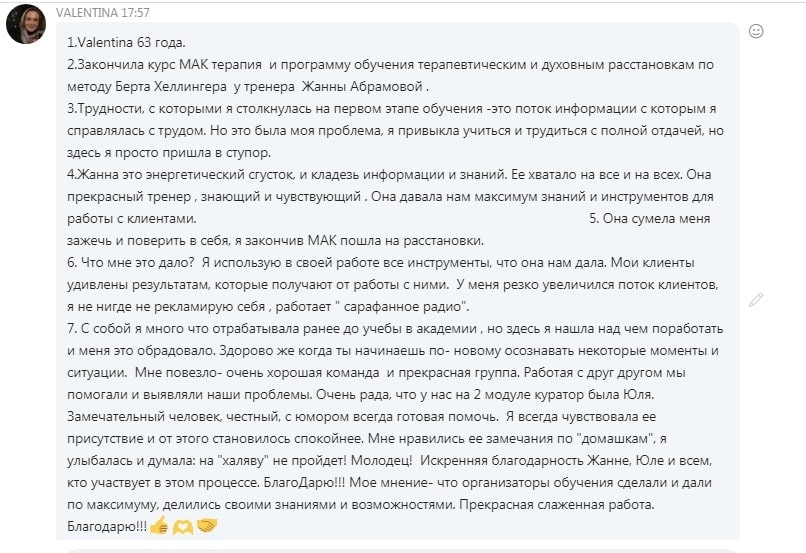 VALENTINA 17:57
1.Valentina 63 года.
2.Закончила курс МАК терапия и программу обучения терапевтическим и духовным расстановкам по
методу Берта Хеллингера у тренера Жанны Абрамовой .
3.Трудности, с которыми я столкнулась на первом этапе обучения -это поток информации с которым я
справлялась с трудом. Но это была моя проблема, я привыкла учиться и трудиться с полной отдачей, но
здесь я просто пришла в ступор.
4.Жанна это энергетический сгусток, и кладезь информации и знаний. Ее хватало на все и на всех. Она
прекрасный тренер , знающий и чувствующий . Она давала нам максимум знаний и инструментов для
работы с клиентами. 5. Она сумела меня
зажечь и поверить в себя, я закончив МАК пошла на расстановки.
6. Что мне это дало? Я использую в своей работе все инструменты, что она нам дала. Мои клиенты
удивлены результатам, которые получают от работы с ними. У меня резко увеличился поток клиентов,
я не нигде не рекламирую себя , работает " сарафанное радио".
7. С собой я много что отрабатывала ранее до учебы в академии , но здесь я нашла над чем поработать
и меня это обрадовало. Здорово же когда ты начинаешь по- новому осознавать некоторые моменты и
ситуации. Мне повезло- очень хорошая команда и прекрасная группа. Работая с друг другом мы
помогали и выявляли наши проблемы. Очень рада, что у нас на 2 модуле куратор была Юля.
Замечательный человек, честный, с юмором всегда готовая помочь. Я всегда чувствовала ее
присутствие и от этого становилось спокойнее. Мне нравились ее замечания по "домашкам", я
улыбалась и думала: на "халяву" не пройдет! Молодец! Искренняя благодарность Жанне, Юле и всем,
кто участвует в этом процессе. БлагоДарю!!! Мое мнение- что организаторы обучения сделали и дали
по максимуму, делились своими знаниями и возможностями. Прекрасная слаженная работа.
Благодарю!!!👍🫶🤝